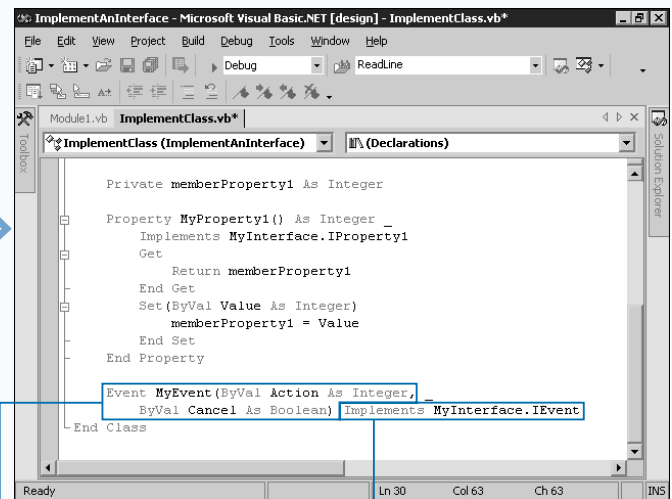 ImplementAnInterface - Microsoft Visual Basic.NET [design] - ImplementClass.vb*
File Edit View Project Build Debug Tools Window Help
Debug ReadLine
Module1.vb ImplementClass.vb*
Toolbox
ImplementClass (ImplementAnInterface) (Declarations)
Solution Explorer
Private memberProperty1 As Integer
Property MyProperty1() As Integer _
Implements MyInterface.IProperty1
Get
Return memberProperty1
End Get
Set(ByVal Value As Integer)
memberProperty1 = Value
End Set
End Property
Event MyEvent(ByVal Action As Integer, _
ByVal Cancel As Boolean) Implements MyInterface.IEvent
End Class
Ready Ln 30 Col 63 Ch 63 INS